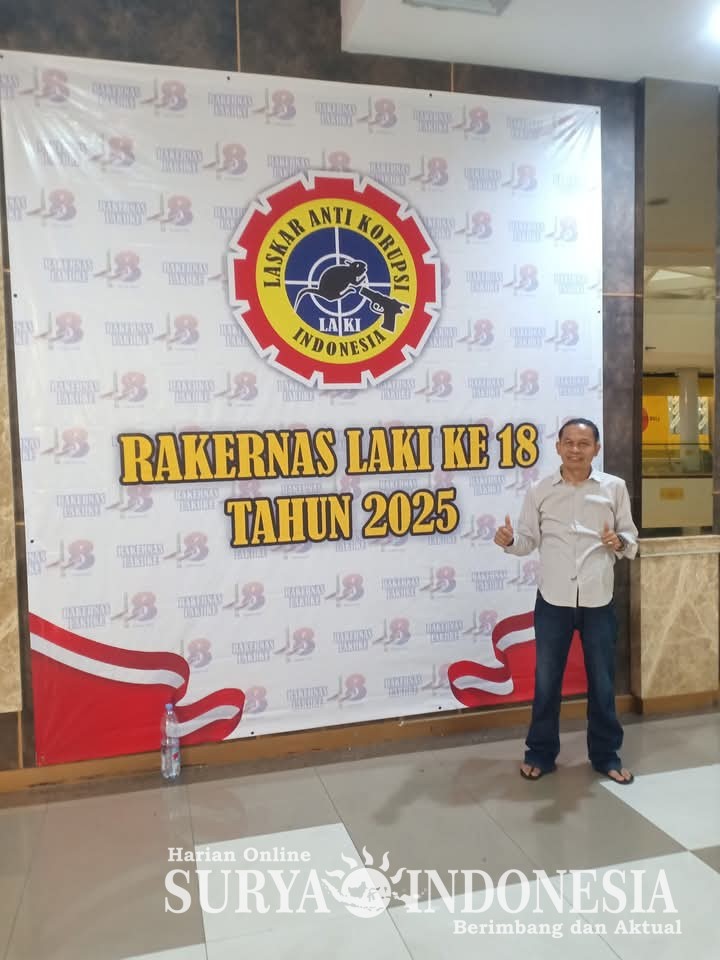 LASKAR ANTI KORUPSI
LAKI
INDONESIA
RAKERNAS LAKI KE 18
TAHUN 2025
Harian Online
SURYA INDONESIA
Berimbang dan Aktual